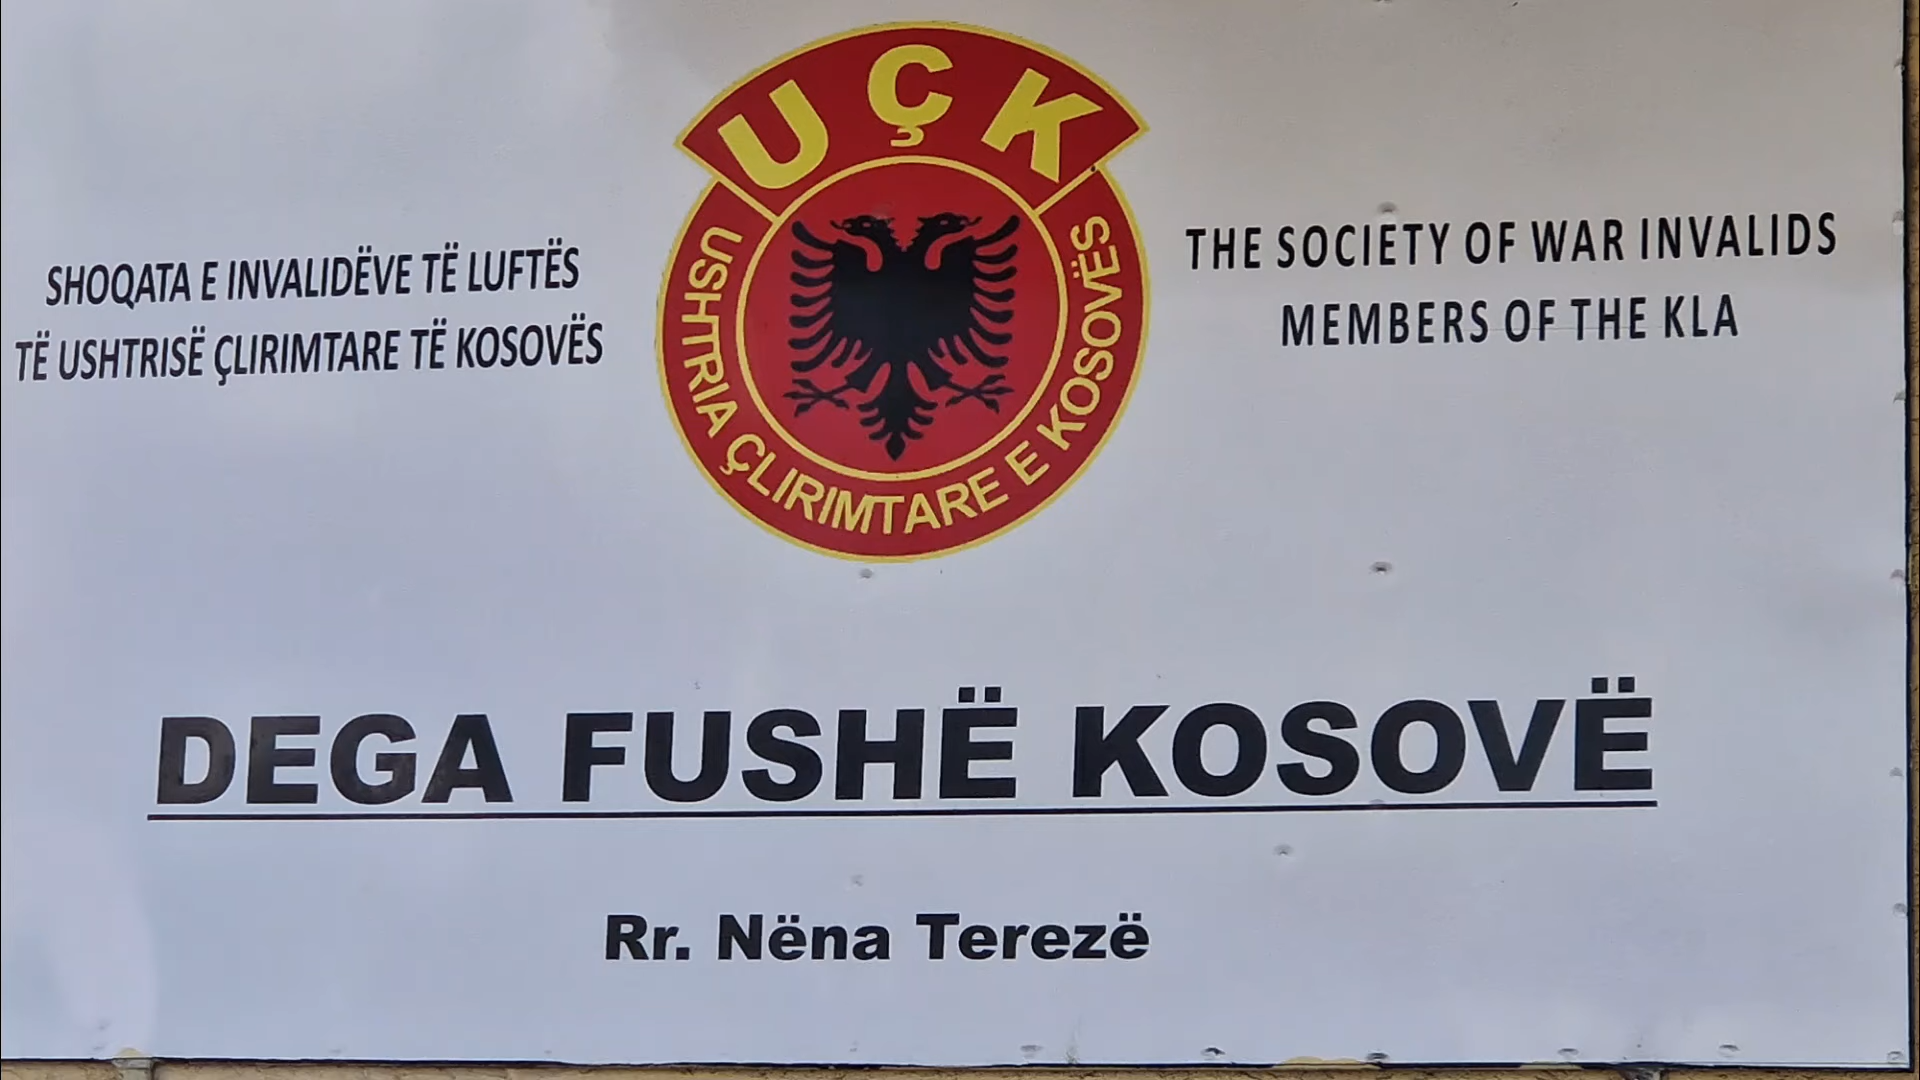 UÇK
USHTRIA ÇLIRIMTARE E KOSOVËS
SHOQATA E INVALIDËVE TË LUFTËS
TË USHTRISË ÇLIRIMTARE TË KOSOVËS
THE SOCIETY OF WAR INVALIDS
MEMBERS OF THE KLA
DEGA FUSHË KOSOVË
Rr. Nëna Terezë